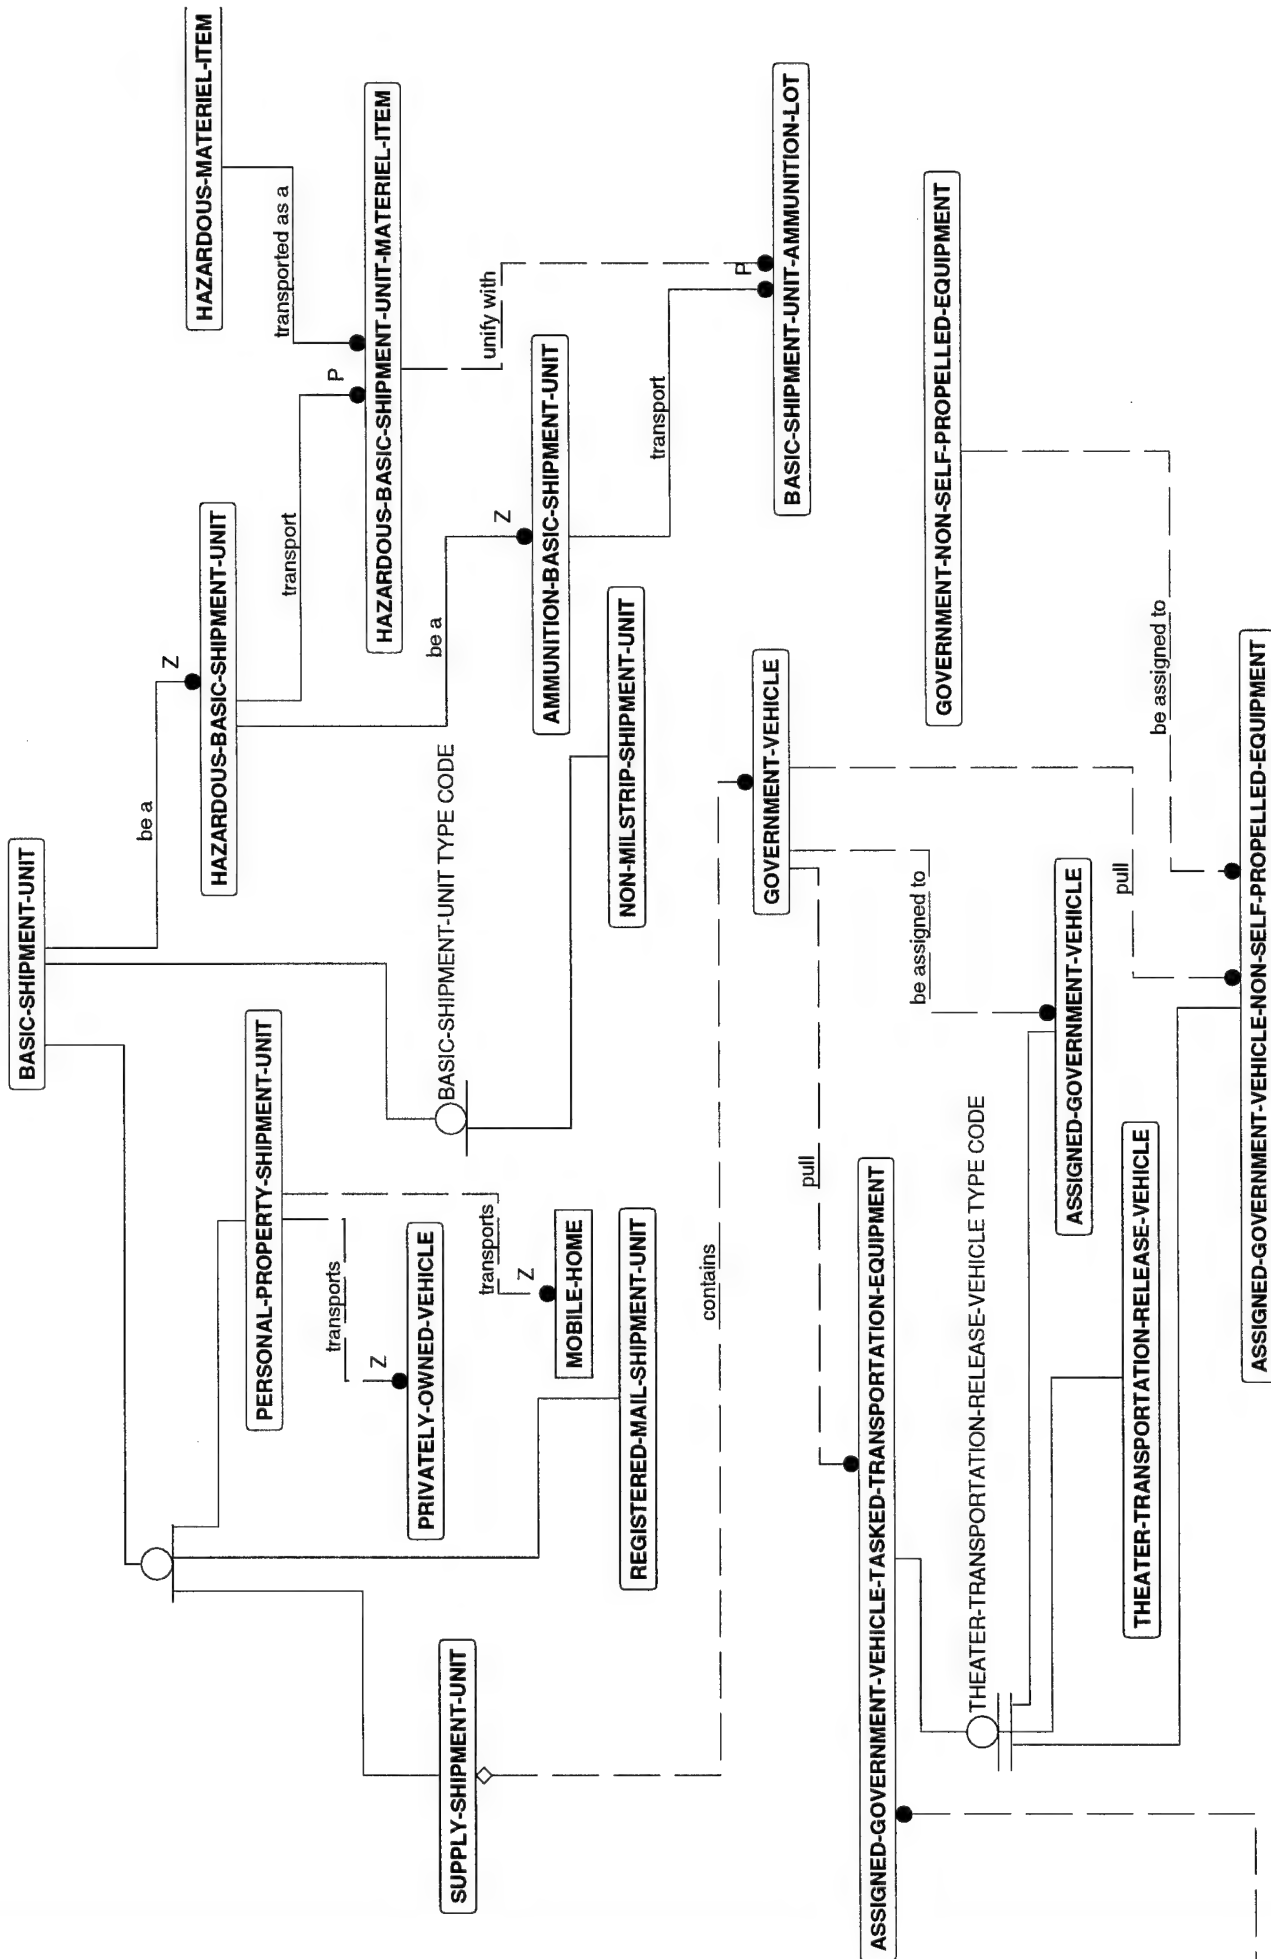 BASIC-SHIPMENT-UNIT
be a
Z
HAZARDOUS-BASIC-SHIPMENT-UNIT
HAZARDOUS-MATERIEL-ITEM
transported as a
transport
P
HAZARDOUS-BASIC-SHIPMENT-UNIT-MATERIEL-ITEM
PERSONAL-PROPERTY-SHIPMENT-UNIT
transports
Z
PRIVATELY-OWNED-VEHICLE
transports
Z
MOBILE-HOME
BASIC-SHIPMENT-UNIT TYPE CODE
be a
Z
AMMUNITION-BASIC-SHIPMENT-UNIT
unify with
SUPPLY-SHIPMENT-UNIT
REGISTERED-MAIL-SHIPMENT-UNIT
NON-MILSTRIP-SHIPMENT-UNIT
transport
P
BASIC-SHIPMENT-UNIT-AMMUNITION-LOT
contains
GOVERNMENT-VEHICLE
pull
ASSIGNED-GOVERNMENT-VEHICLE-TASKED-TRANSPORTATION-EQUIPMENT
be assigned to
GOVERNMENT-NON-SELF-PROPELLED-EQUIPMENT
THEATER-TRANSPORTATION-RELEASE-VEHICLE TYPE CODE
ASSIGNED-GOVERNMENT-VEHICLE
pull
be assigned to
THEATER-TRANSPORTATION-RELEASE-VEHICLE
ASSIGNED-GOVERNMENT-VEHICLE-NON-SELF-PROPELLED-EQUIPMENT